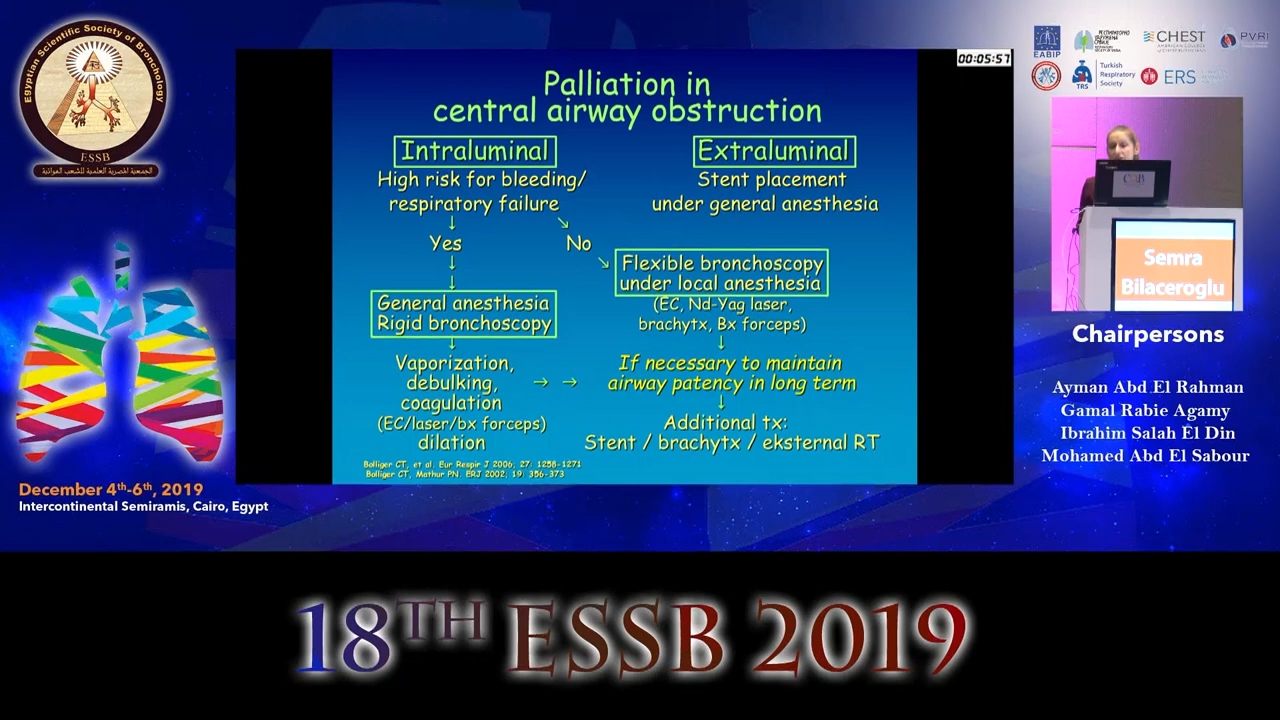 Egyptian Scientific Society of Bronchology
ESSB
الجمعية المصرية العلمية للشعب الهوائية
00:05:57
Palliation in
central airway obstruction
Intraluminal
High risk for bleeding/
respiratory failure
↓ ↘
Yes No
↓ ↘
↓
General anesthesia
Rigid bronchoscopy
↓
Vaporization,
debulking,
coagulation
(EC/laser/bx forceps)
dilation
→ →
Extraluminal
Stent placement
under general anesthesia
Flexible bronchoscopy
under local anesthesia
(EC, Nd-Yag laser,
brachytx, Bx forceps)
↓
If necessary to maintain
airway patency in long term
↓
Additional tx:
Stent / brachytx / eksternal RT
Bolliger CT, et al. Eur Respir J 2006; 27: 1258-1271
Bolliger CT, Mathur PN. ERJ 2002; 19: 356-373
EABIP
CHEST
PVRI
TRS
Turkish
Respiratory
Society
ERS
Semra
Bilaceroglu
Chairpersons
Ayman Abd El Rahman
Gamal Rabie Agamy
Ibrahim Salah El Din
Mohamed Abd El Sabour
December 4th-6th, 2019
Intercontinental Semiramis, Cairo, Egypt
18TH ESSB 2019